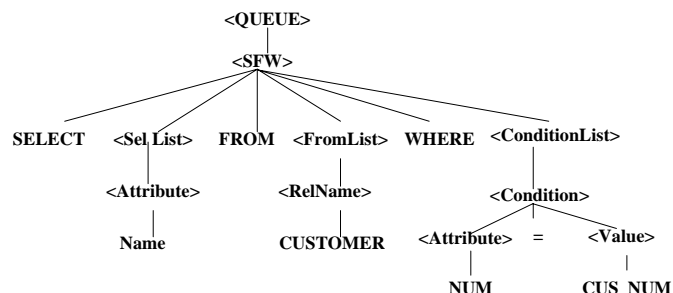 <QUEUE>
<SFW>
SELECT <Sel List> FROM <FromList> WHERE <ConditionList>
<Attribute> <RelName> <Condition>
Name CUSTOMER <Attribute> = <Value>
NUM CUS_NUM